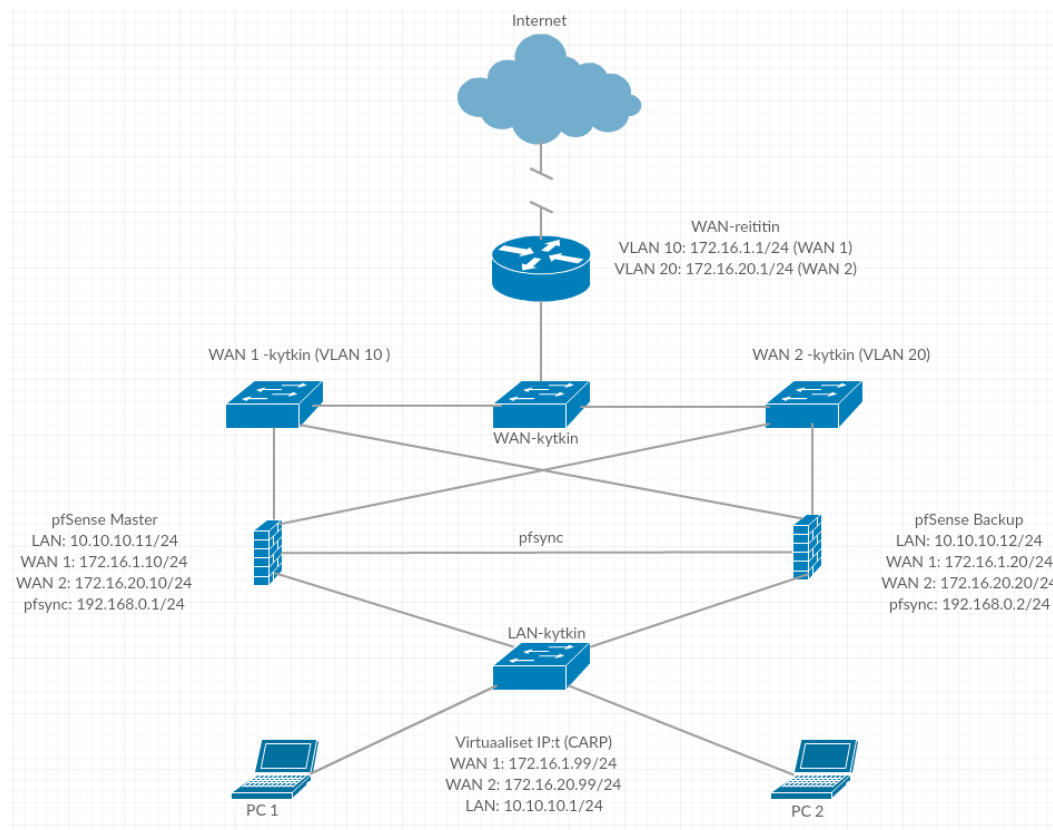 Internet
WAN-reititin
VLAN 10: 172.16.1.1/24 (WAN 1)
VLAN 20: 172.16.20.1/24 (WAN 2)
WAN 1 -kytkin (VLAN 10 )
WAN 2 -kytkin (VLAN 20)
WAN-kytkin
pfSense Master
LAN: 10.10.10.11/24
WAN 1: 172.16.1.10/24
WAN 2: 172.16.20.10/24
pfsync: 192.168.0.1/24
pfsync
pfSense Backup
LAN: 10.10.10.12/24
WAN 1: 172.16.1.20/24
WAN 2: 172.16.20.20/24
pfsync: 192.168.0.2/24
LAN-kytkin
Virtuaaliset IP:t (CARP)
WAN 1: 172.16.1.99/24
WAN 2: 172.16.20.99/24
LAN: 10.10.10.1/24
PC 1
PC 2